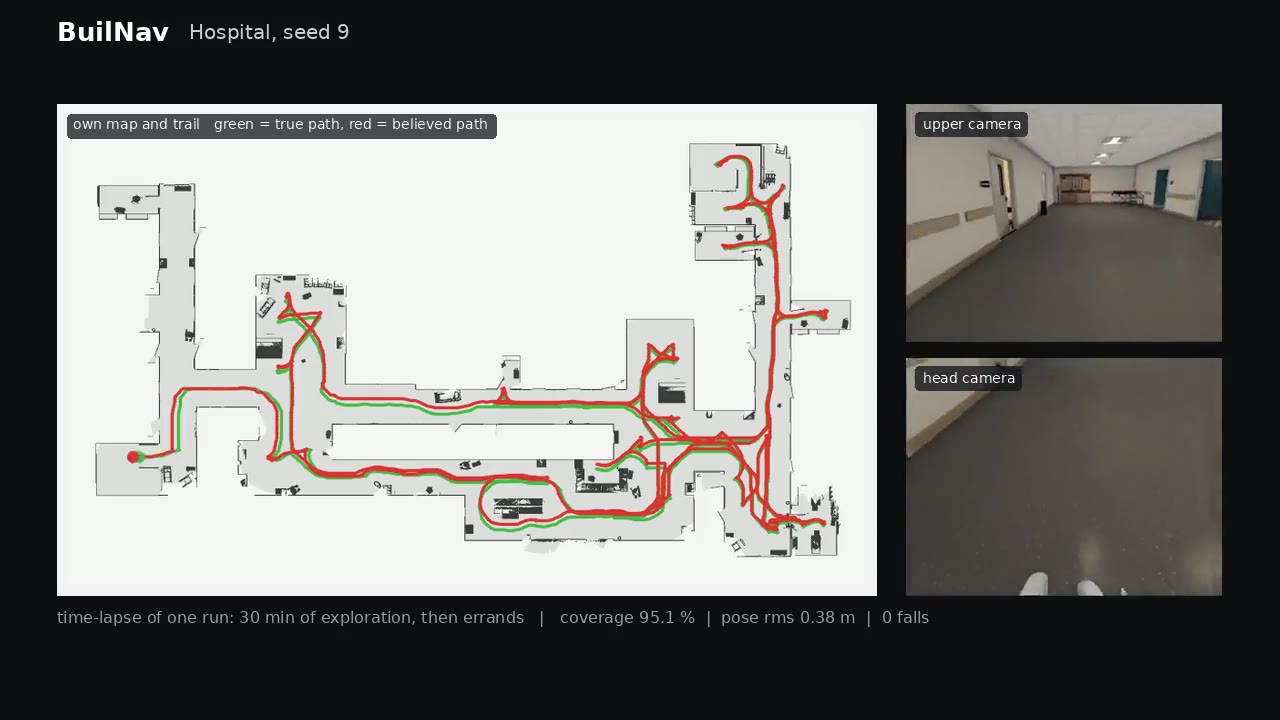 BuilNav Hospital, seed 9
own map and trail green = true path, red = believed path
upper camera
head camera
time-lapse of one run: 30 min of exploration, then errands | coverage 95.1 % | pose rms 0.38 m | 0 falls